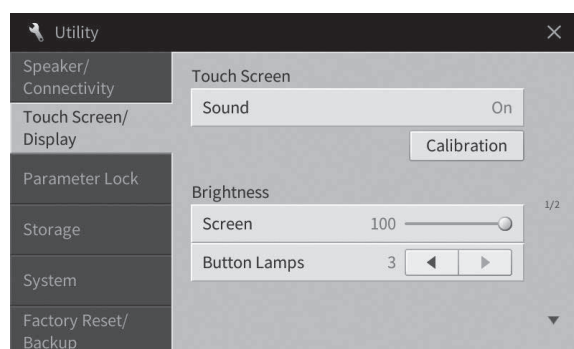 Utility
Speaker/
Connectivity
Touch Screen/
Display
Parameter Lock
Storage
System
Factory Reset/
Backup
Touch Screen
Sound On
Calibration
Brightness
Screen 100
Button Lamps 3
1/2